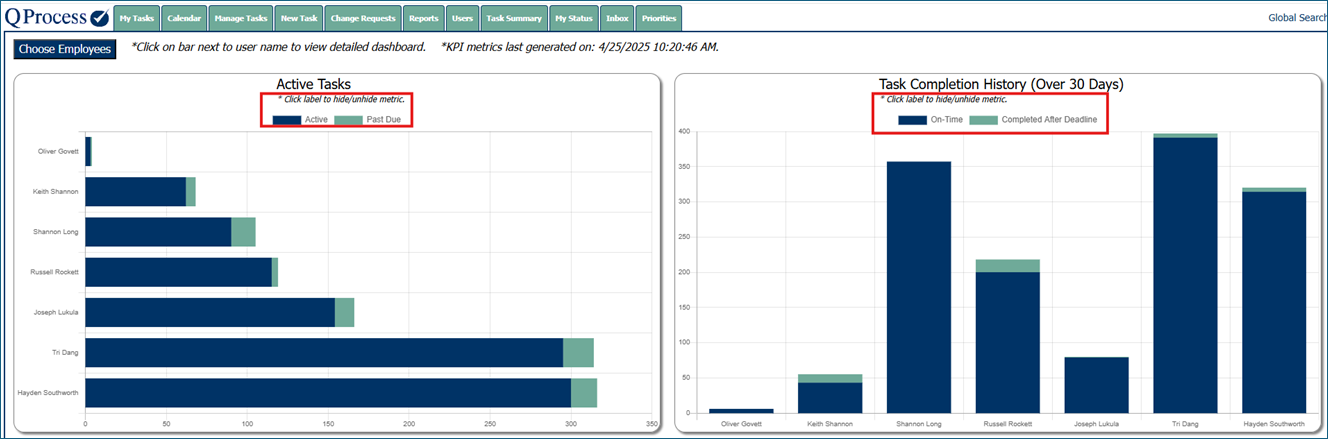 QProcess
My Tasks Calendar Manage Tasks New Task Change Requests Reports Users Task Summary My Status Inbox Priorities
Global Search
Choose Employees *Click on bar next to user name to view detailed dashboard. *KPI metrics last generated on: 4/25/2025 10:20:46 AM.
Active Tasks
* Click label to hide/unhide metric.
Active Past Due
Oliver Govett
Keith Shannon
Shannon Long
Russell Rockett
Joseph Lukula
Tri Dang
Hayden Southworth
0 50 100 150 200 250 300 350
Task Completion History (Over 30 Days)
* Click label to hide/unhide metric.
On-Time Completed After Deadline
400
350
300
250
200
150
100
50
0
Oliver Govett Keith Shannon Shannon Long Russell Rockett Joseph Lukula Tri Dang Hayden Southworth